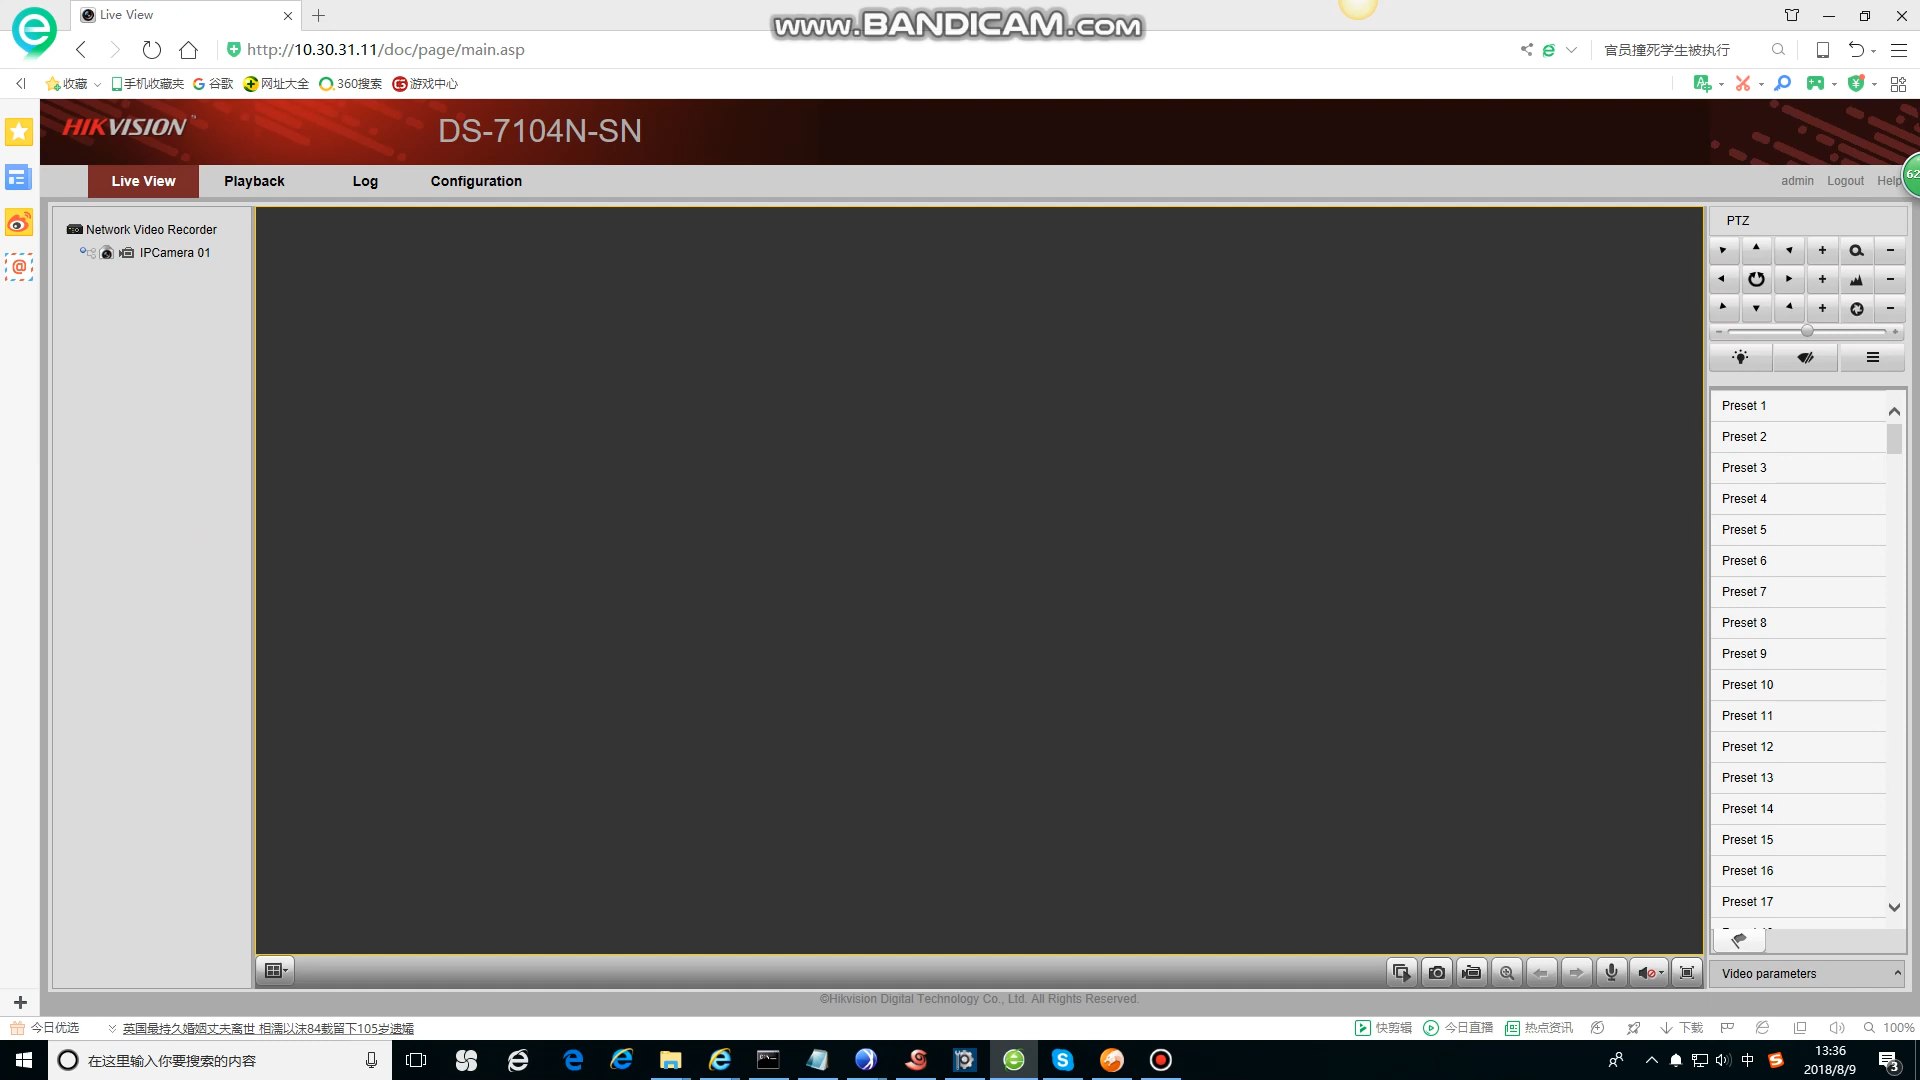 Live View
www.BANDICAM.com
http://10.30.31.11/doc/page/main.asp
官员撞死学生被执行
收藏
手机收藏夹
谷歌
网址大全
360搜索
游戏中心
HIKVISION
DS-7104N-SN
Live View
Playback
Log
Configuration
admin
Logout
Help
62
Network Video Recorder
IPCamera 01
PTZ
Preset 1
Preset 2
Preset 3
Preset 4
Preset 5
Preset 6
Preset 7
Preset 8
Preset 9
Preset 10
Preset 11
Preset 12
Preset 13
Preset 14
Preset 15
Preset 16
Preset 17
Video parameters
©Hikvision Digital Technology Co., Ltd. All Rights Reserved.
今日优选
英国最持久婚姻丈夫离世 相濡以沫84载留下105岁遗孀
快剪辑
今日直播
热点资讯
下载
100%
在这里输入你要搜索的内容
中
13:36
2018/8/9
3